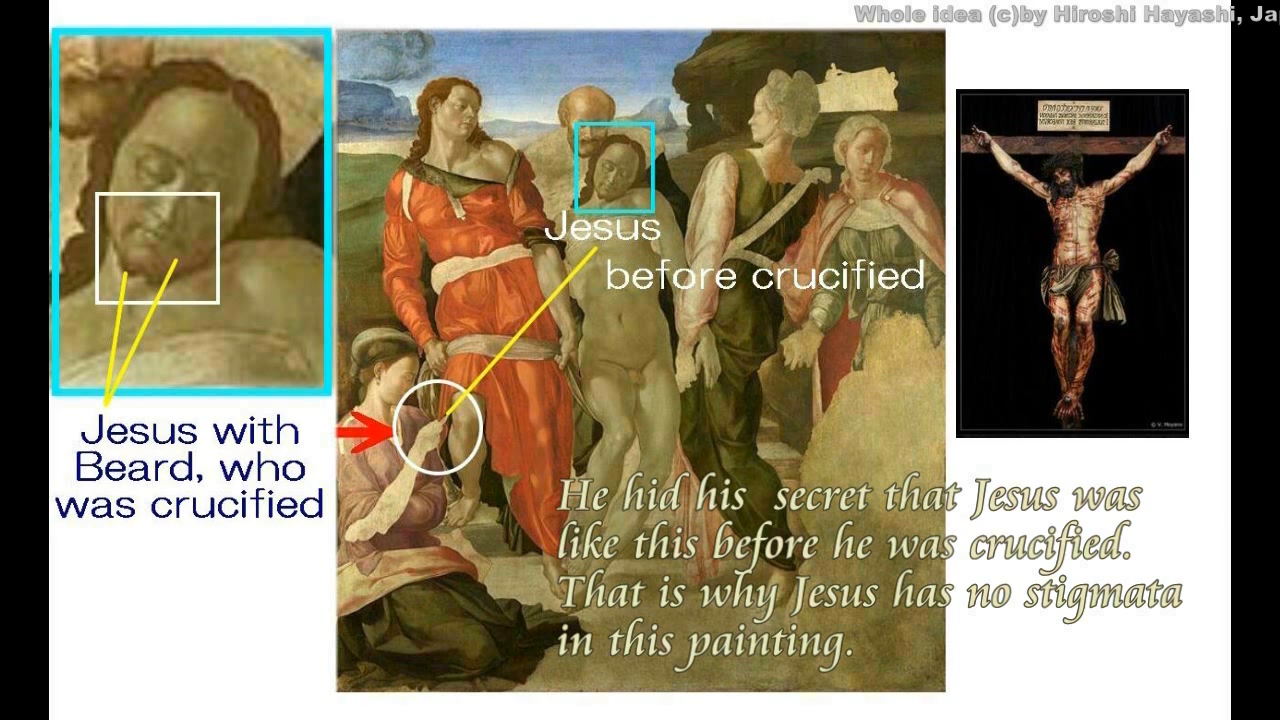 Whole idea (c)by Hiroshi Hayashi, Ja
Jesus
before crucified
Jesus with
Beard, who
was crucified
He hid his secret that Jesus was
like this before he was crucified.
That is why Jesus has no stigmata
in this painting.